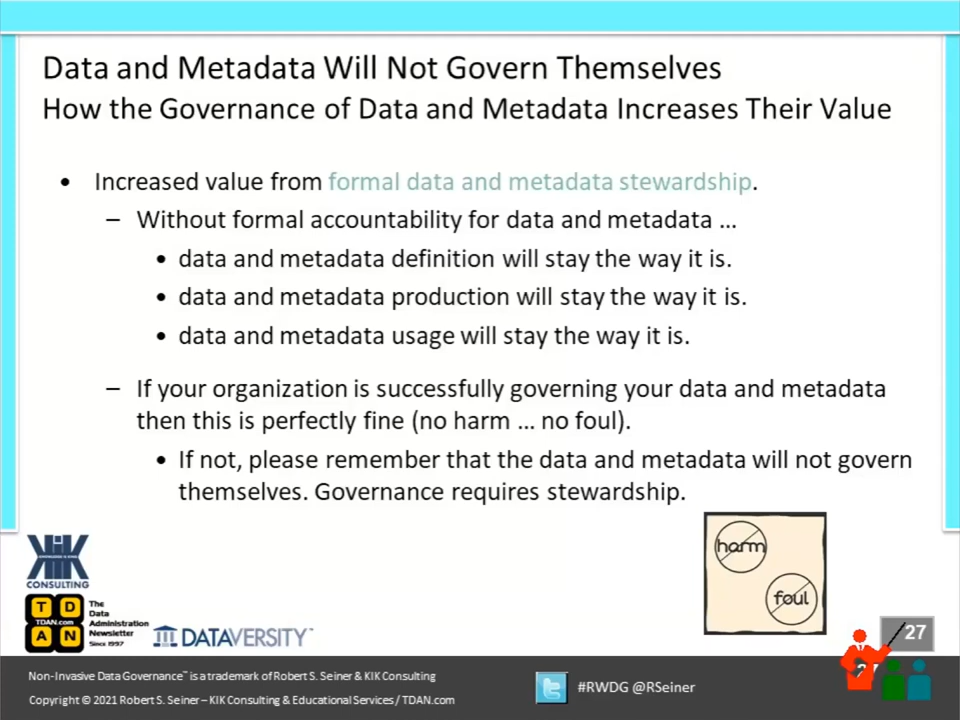 Data and Metadata Will Not Govern Themselves
How the Governance of Data and Metadata Increases Their Value
• Increased value from formal data and metadata stewardship.
– Without formal accountability for data and metadata …
• data and metadata definition will stay the way it is.
• data and metadata production will stay the way it is.
• data and metadata usage will stay the way it is.
– If your organization is successfully governing your data and metadata
then this is perfectly fine (no harm … no foul).
• If not, please remember that the data and metadata will not govern
themselves. Governance requires stewardship.
harm
foul
KIK
CONSULTING
T D
TDAN.com
A N
The
Data
Administration
Newsletter
Since 1997
DATAVERSITY™
27
Non-Invasive Data Governance™ is a trademark of Robert S. Seiner & KIK Consulting
Copyright © 2021 Robert S. Seiner – KIK Consulting & Educational Services / TDAN.com
#RWDG @RSeiner